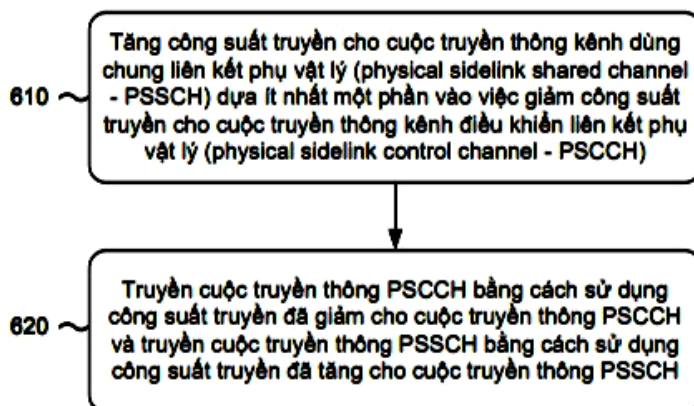 610
Tăng công suất truyền cho cuộc truyền thông kênh dùng
chung liên kết phụ vật lý (physical sidelink shared channel
- PSSCH) dựa ít nhất một phần vào việc giảm công suất
truyền cho cuộc truyền thông kênh điều khiển liên kết phụ
vật lý (physical sidelink control channel - PSCCH)
620
Truyền cuộc truyền thông PSCCH bằng cách sử dụng
công suất truyền đã giảm cho cuộc truyền thông PSCCH
và truyền cuộc truyền thông PSSCH bằng cách sử dụng
công suất truyền đã tăng cho cuộc truyền thông PSSCH